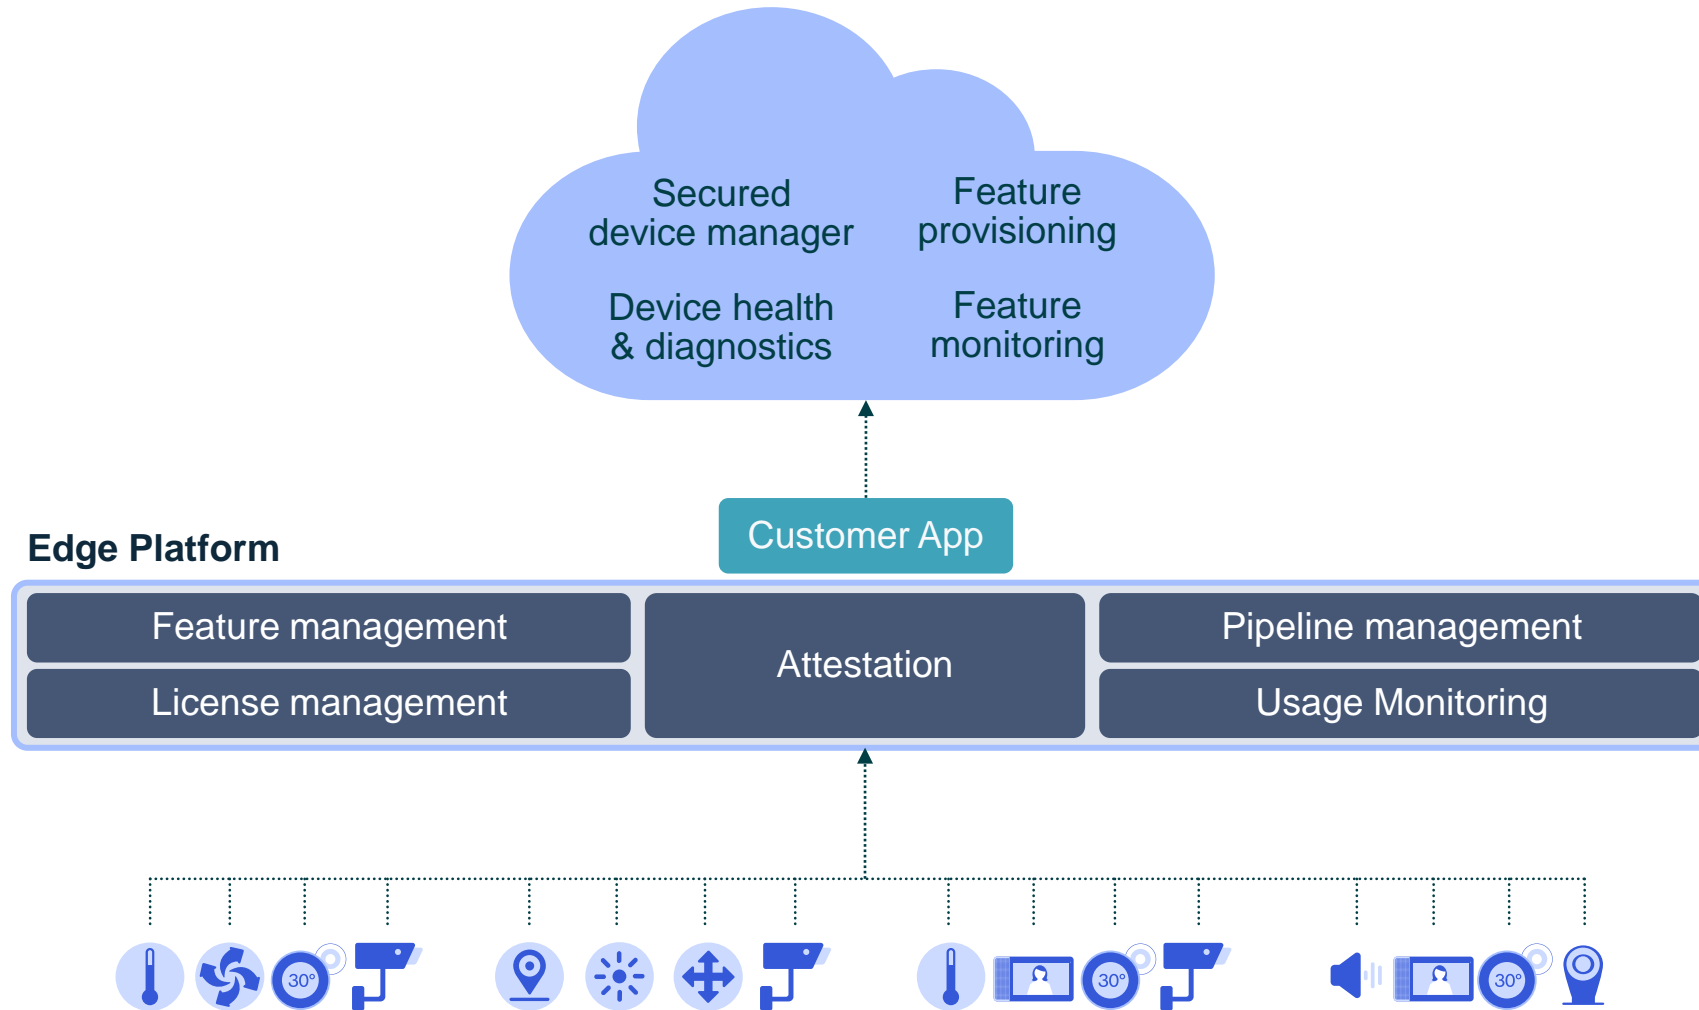 Secured
device manager
Feature
provisioning
Device health
& diagnostics
Feature
monitoring
Customer App
Edge Platform
Feature management
Attestation
Pipeline management
License management
Usage Monitoring
30°
30°
30°